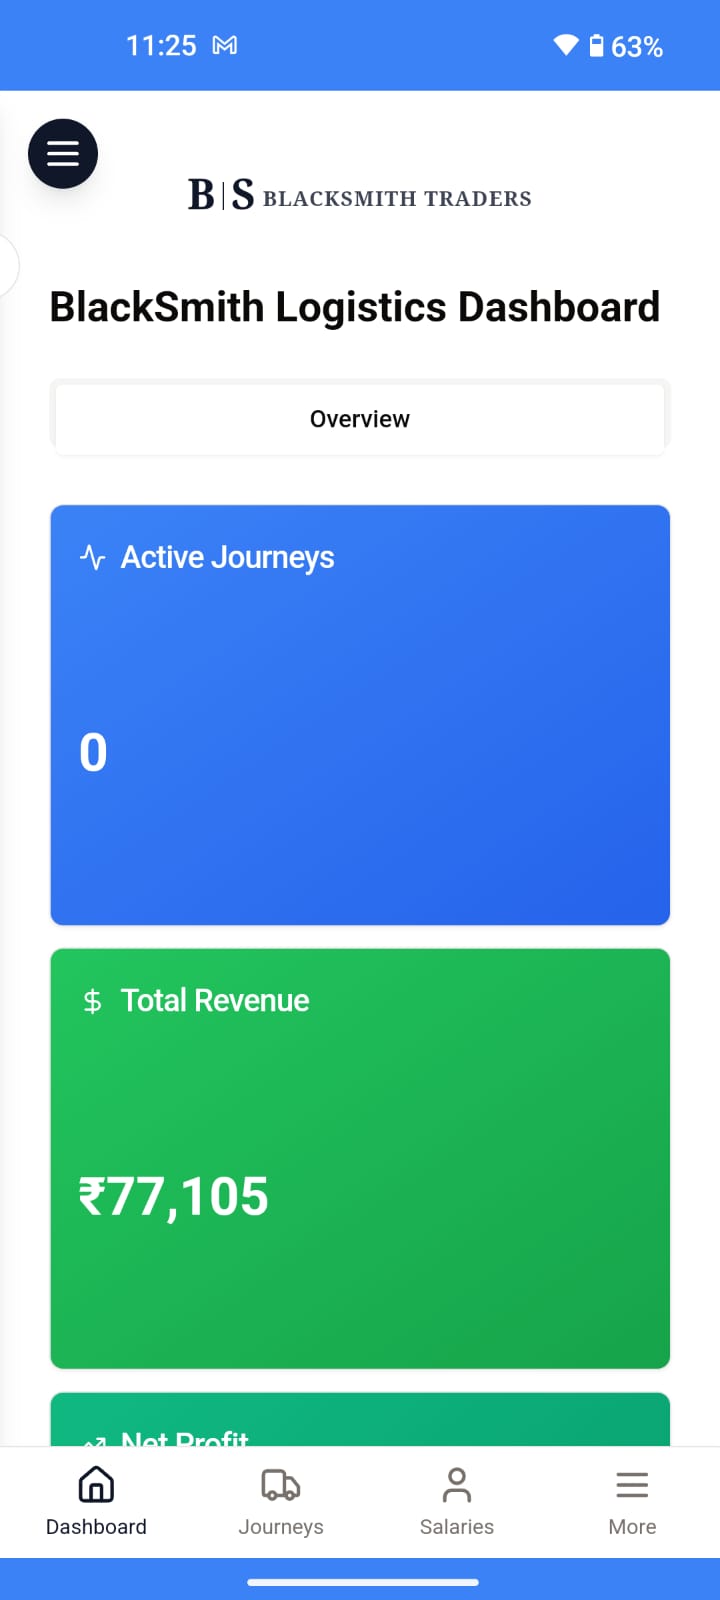 11:25
63%
B|S BLACKSMITH TRADERS
BlackSmith Logistics Dashboard
Overview
Active Journeys
0
$ Total Revenue
₹77,105
Net Profit
Dashboard
Journeys
Salaries
More